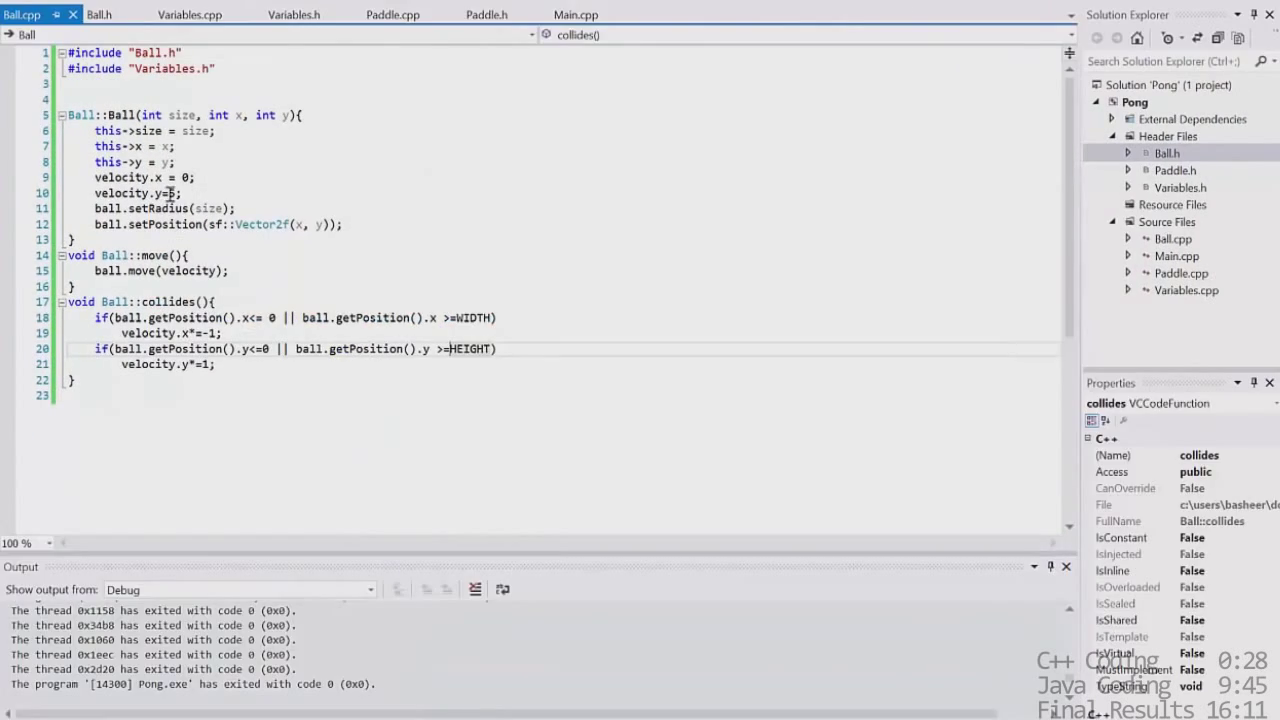 Ball.cpp
Ball.h
Variables.cpp
Variables.h
Paddle.cpp
Paddle.h
Main.cpp
Ball
collides()
1 #include "Ball.h"
2 #include "Variables.h"
3
4
5 Ball::Ball(int size, int x, int y){
6 this->size = size;
7 this->x = x;
8 this->y = y;
9 velocity.x = 0;
10 velocity.y=5;
11 ball.setRadius(size);
12 ball.setPosition(sf::Vector2f(x, y));
13 }
14 void Ball::move(){
15 ball.move(velocity);
16 }
17 void Ball::collides(){
18 if(ball.getPosition().x<= 0 || ball.getPosition().x >=WIDTH)
19 velocity.x*=-1;
20 if(ball.getPosition().y<=0 || ball.getPosition().y >=HEIGHT)
21 velocity.y*=1;
22 }
23
100 %
Output
Show output from: Debug
The thread 0x1158 has exited with code 0 (0x0).
The thread 0x34b8 has exited with code 0 (0x0).
The thread 0x1060 has exited with code 0 (0x0).
The thread 0x1eec has exited with code 0 (0x0).
The thread 0x2d20 has exited with code 0 (0x0).
The program '[14300] Pong.exe' has exited with code 0 (0x0).
Solution Explorer
Search Solution Explorer (Ctrl+;)
Solution 'Pong' (1 project)
Pong
External Dependencies
Header Files
Ball.h
Paddle.h
Variables.h
Resource Files
Source Files
Ball.cpp
Main.cpp
Paddle.cpp
Variables.cpp
Properties
collides VCCodeFunction
C++
(Name) collides
Access public
CanOverride False
File c:\users\basheer\do
FullName Ball::collides
IsConstant False
IsInjected False
IsInline False
IsOverloaded False
IsSealed False
IsShared False
IsTemplate False
IsVirtual False
MustImplement False
TypeString void
C++
C++ Coding 0:28
Java Coding 9:45
Final Results 16:11